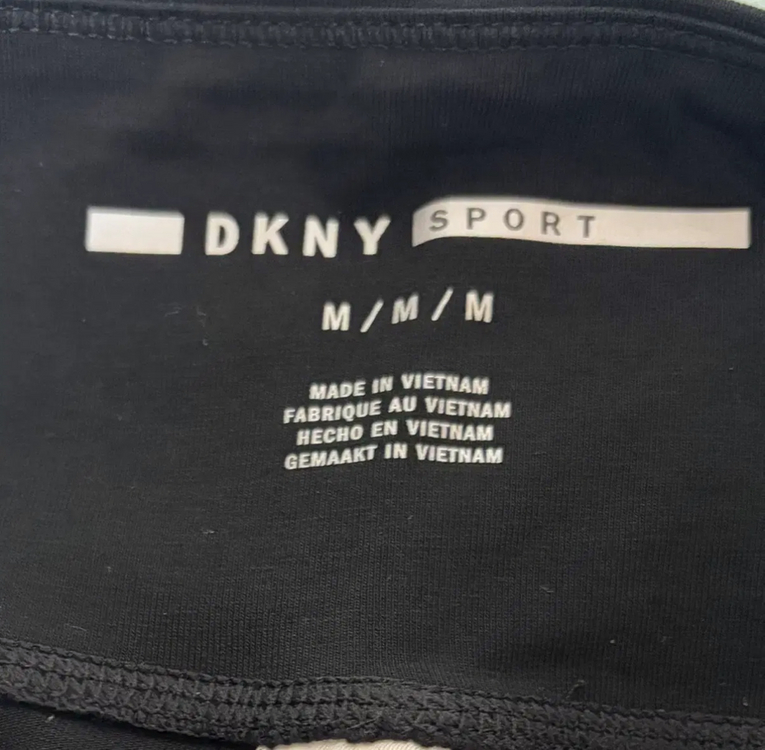 DKNY SPORT
M / M / M
MADE IN VIETNAM
FABRIQUE AU VIETNAM
HECHO EN VIETNAM
GEMAAKT IN VIETNAM